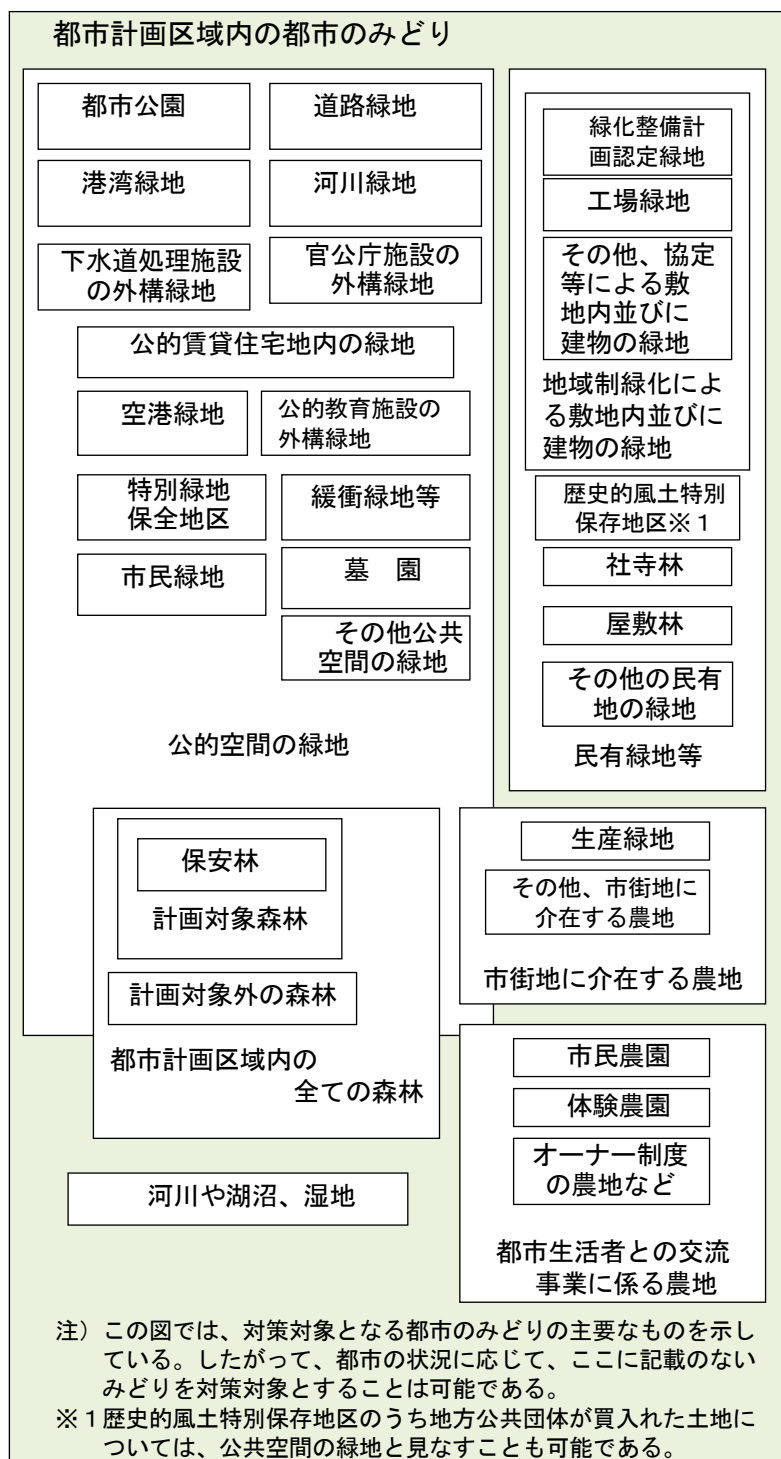 都市計画区域内の都市のみどり
都市公園
道路緑地
港湾緑地
河川緑地
下水道処理施設
の外構緑地
官公庁施設の
外構緑地
公的賃貸住宅地内の緑地
空港緑地
公的教育施設の
外構緑地
特別緑地
保全地区
緩衝緑地等
市民緑地
墓　園
その他公共
空間の緑地
公的空間の緑地
緑化整備計
画認定緑地
工場緑地
その他、協定
等による敷
地内並びに
建物の緑地
地域制緑化によ
る敷地内並びに
建物の緑地
歴史的風土特別
保存地区※１
社寺林
屋敷林
その他の民有
地の緑地
民有緑地等
保安林
計画対象森林
計画対象外の森林
都市計画区域内の
全ての森林
生産緑地
その他、市街地に
介在する農地
市街地に介在する農地
市民農園
体験農園
オーナー制度
の農地など
都市生活者との交流
事業に係る農地
河川や湖沼、湿地
注）この図では、対策対象となる都市のみどりの主要なものを示し
ている。したがって、都市の状況に応じて、ここに記載のない
みどりを対策対象とすることは可能である。
※１歴史的風土特別保存地区のうち地方公共団体が買入れた土地に
ついては、公共空間の緑地と見なすことも可能である。